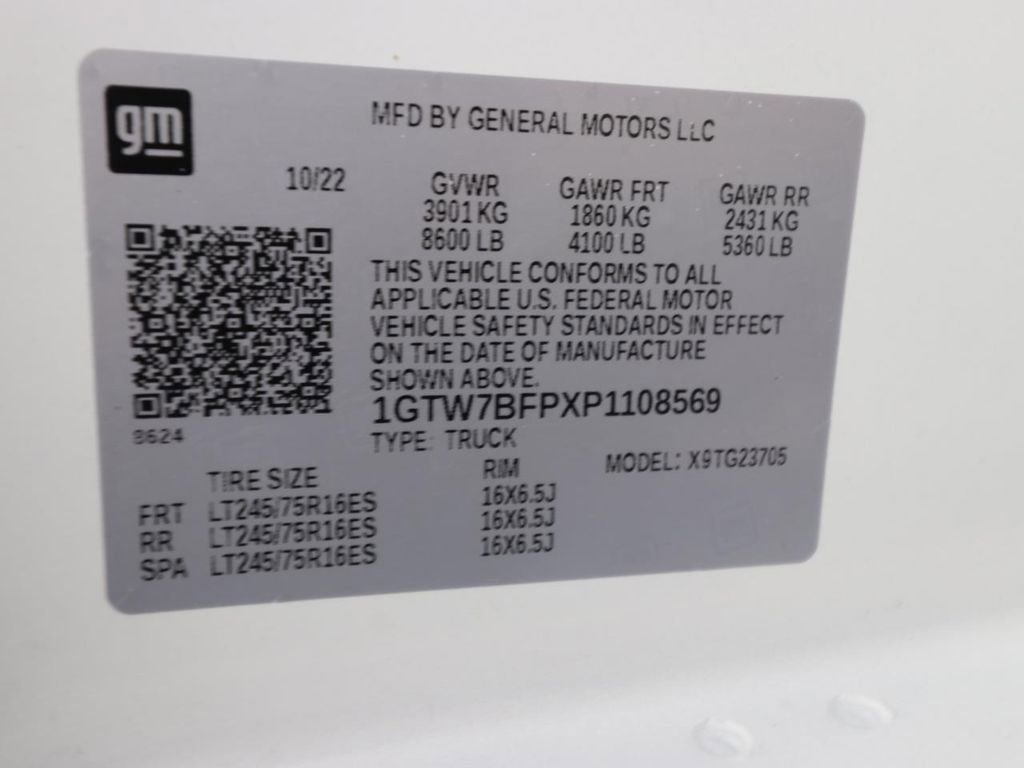 gm
MFD BY GENERAL MOTORS LLC
10/22
GVWR GAWR FRT GAWR RR
3901 KG 1860 KG 2431 KG
8600 LB 4100 LB 5360 LB
THIS VEHICLE CONFORMS TO ALL
APPLICABLE U.S. FEDERAL MOTOR
VEHICLE SAFETY STANDARDS IN EFFECT
ON THE DATE OF MANUFACTURE
SHOWN ABOVE.
1GTW7BFPXP1108569
8624
TYPE: TRUCK
MODEL: X9TG23705
TIRE SIZE RIM
FRT LT245/75R16ES 16X6.5J
RR LT245/75R16ES 16X6.5J
SPA LT245/75R16ES 16X6.5J